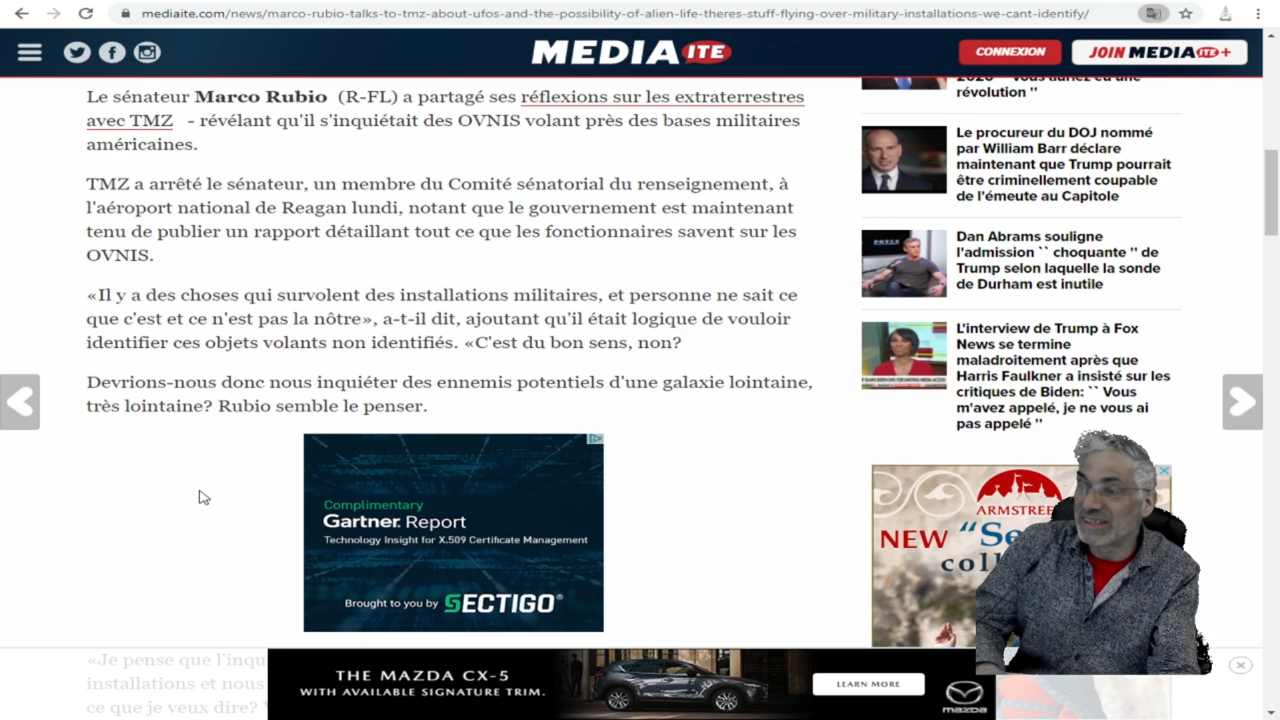 mediaite.com/news/marco-rubio-talks-to-tmz-about-ufos-and-the-possibility-of-alien-life-theres-stuff-flying-over-military-installations-we-cant-identify/
MEDIA ITE
CONNEXION
JOIN MEDIA ITE +
Le sénateur Marco Rubio (R-FL) a partagé ses réflexions sur les extraterrestres
avec TMZ - révélant qu'il s'inquiétait des OVNIS volant près des bases militaires
américaines.
TMZ a arrêté le sénateur, un membre du Comité sénatorial du renseignement, à
l'aéroport national de Reagan lundi, notant que le gouvernement est maintenant
tenu de publier un rapport détaillant tout ce que les fonctionnaires savent sur les
OVNIS.
«Il y a des choses qui survolent des installations militaires, et personne ne sait ce
que c'est et ce n'est pas la nôtre», a-t-il dit, ajoutant qu'il était logique de vouloir
identifier ces objets volants non identifiés. «C'est du bon sens, non?
Devrions-nous donc nous inquiéter des ennemis potentiels d'une galaxie lointaine,
très lointaine? Rubio semble le penser.
Complimentary
Gartner Report
Technology Insight for X.509 Certificate Management
Brought to you by SECTIGO®
«Je pense que l'inqu
installations et nous
ce que je veux dire?
révolution ''
Le procureur du DOJ nommé
par William Barr déclare
maintenant que Trump pourrait
être criminellement coupable
de l'émeute au Capitole
Dan Abrams souligne
l'admission `` choquante '' de
Trump selon laquelle la sonde
de Durham est inutile
L'interview de Trump à Fox
News se termine
maladroitement après que
Harris Faulkner a insisté sur les
critiques de Biden: `` Vous
m'avez appelé, je ne vous ai
pas appelé ''
ARMSTREE
NEW "Se
coll
THE MAZDA CX-5
WITH AVAILABLE SIGNATURE TRIM.
LEARN MORE
mazda